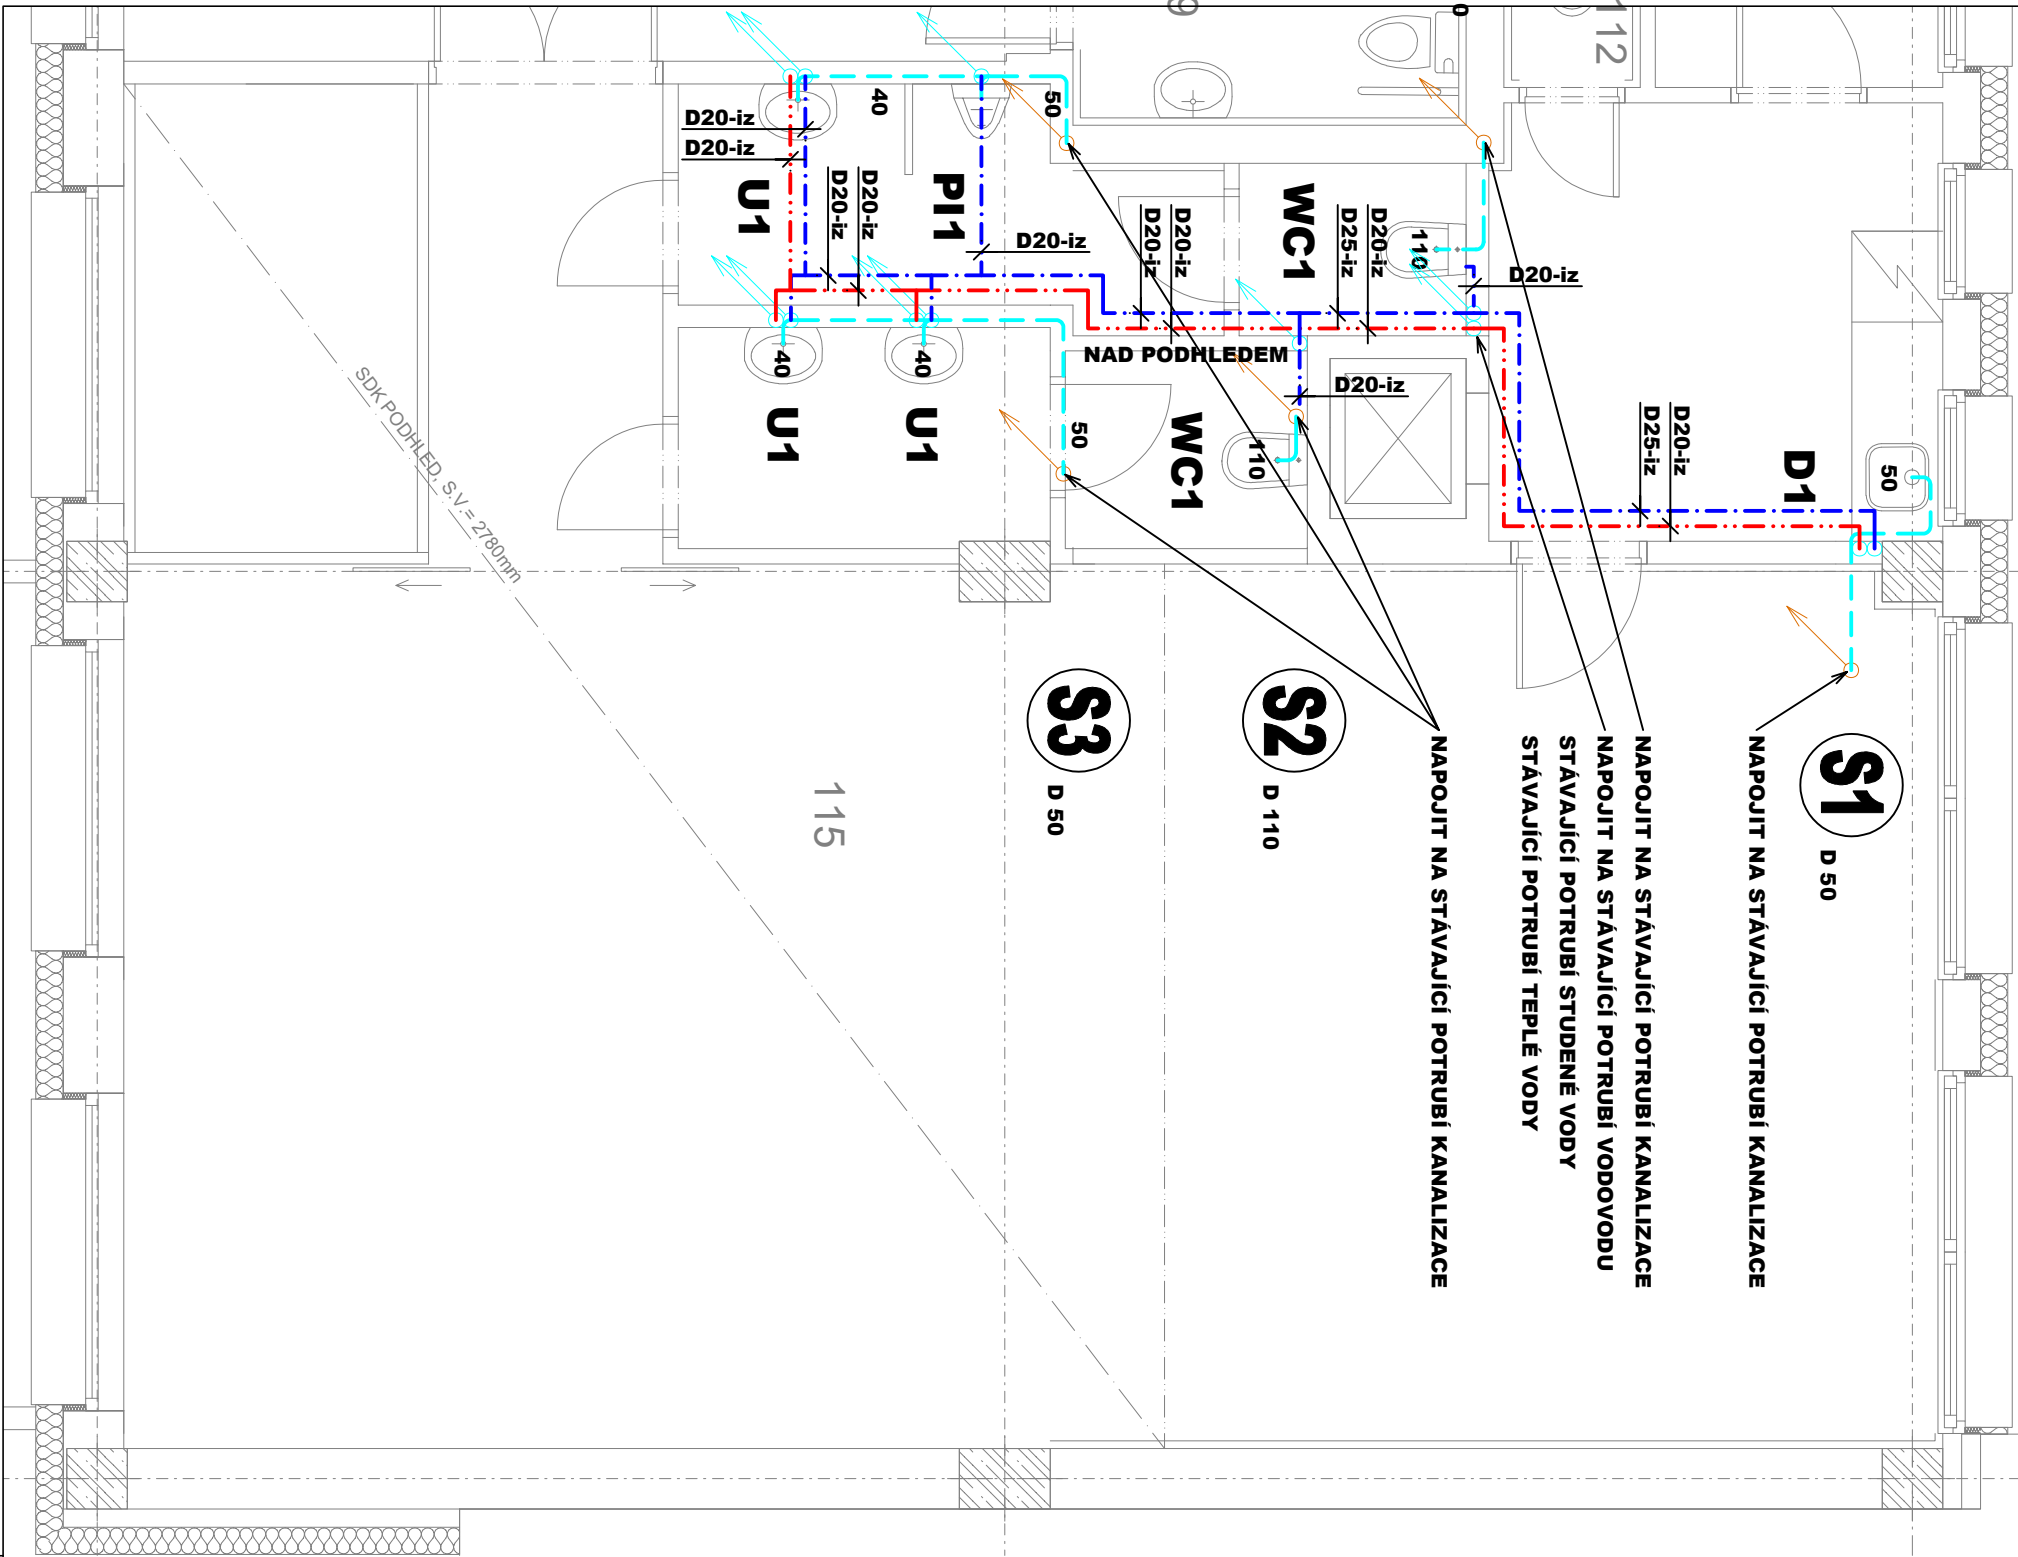 112
9
0
50
40
D20-iz
D20-iz
U1
D20-iz
D20-iz
PI1
D20-iz
D20-iz
D20-iz
WC1
D25-iz
D20-iz
110
D20-iz
NAD PODHLEDEM
D20-iz
40
40
U1
U1
50
WC1
110
D25-iz
D20-iz
D1
50
SDK PODHLED, S.V.= 2780mm
S3
D 50
S2
D 110
S1
D 50
115
NAPOJIT NA STÁVAJÍCÍ POTRUBÍ KANALIZACE
NAPOJIT NA STÁVAJÍCÍ POTRUBÍ KANALIZACE
NAPOJIT NA STÁVAJÍCÍ POTRUBÍ VODOVODU
STÁVAJÍCÍ POTRUBÍ STUDENÉ VODY
STÁVAJÍCÍ POTRUBÍ TEPLÉ VODY
NAPOJIT NA STÁVAJÍCÍ POTRUBÍ KANALIZACE